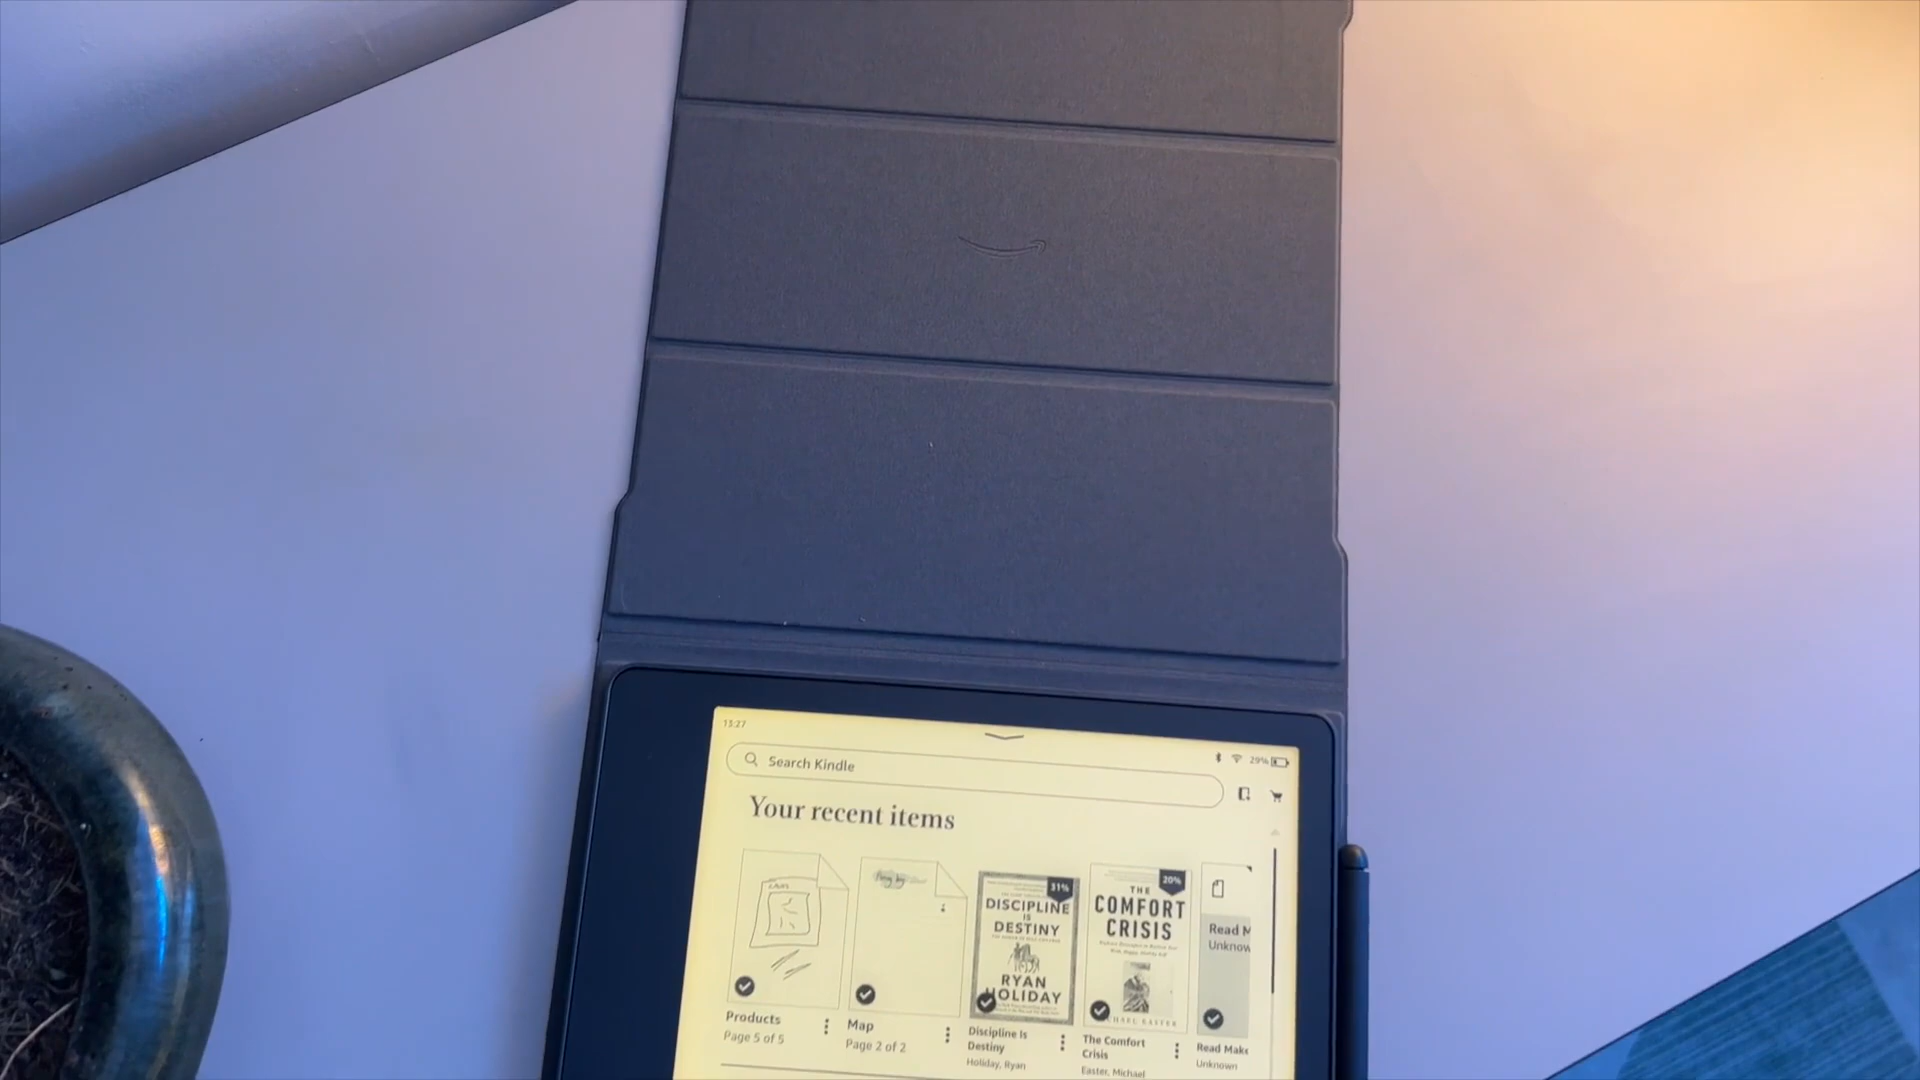 13:27
29%
Search Kindle
Your recent items
31%
DISCIPLINE
IS
DESTINY
RYAN
HOLIDAY
20%
THE
COMFORT
CRISIS
MICHAEL EASTER
Read M
Unknow
Products
Page 5 of 5
Map
Page 2 of 2
Discipline Is
Destiny
Holiday, Ryan
The Comfort
Crisis
Easter, Michael
Read Make
Unknown